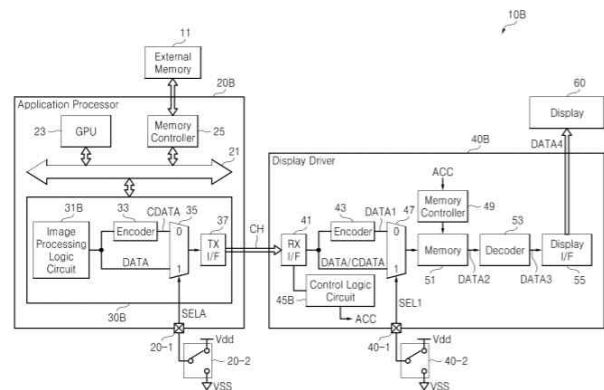 10B
11
External
Memory
20B
Application Processor
23
GPU
Memory
Controller
25
21
31B
Image
Processing
Logic
Circuit
33
Encoder
CDATA
35
0
1
DATA
37
TX
I/F
30B
SELA
20-1
Vdd
20-2
VSS
CH
60
Display
DATA4
40B
Display Driver
41
RX
I/F
43
Encoder
DATA1
47
0
1
DATA/CDATA
Control Logic
Circuit
45B
ACC
SEL1
ACC
Memory
Controller
49
Memory
51
DATA2
53
Decoder
DATA3
Display
I/F
55
40-1
Vdd
40-2
VSS